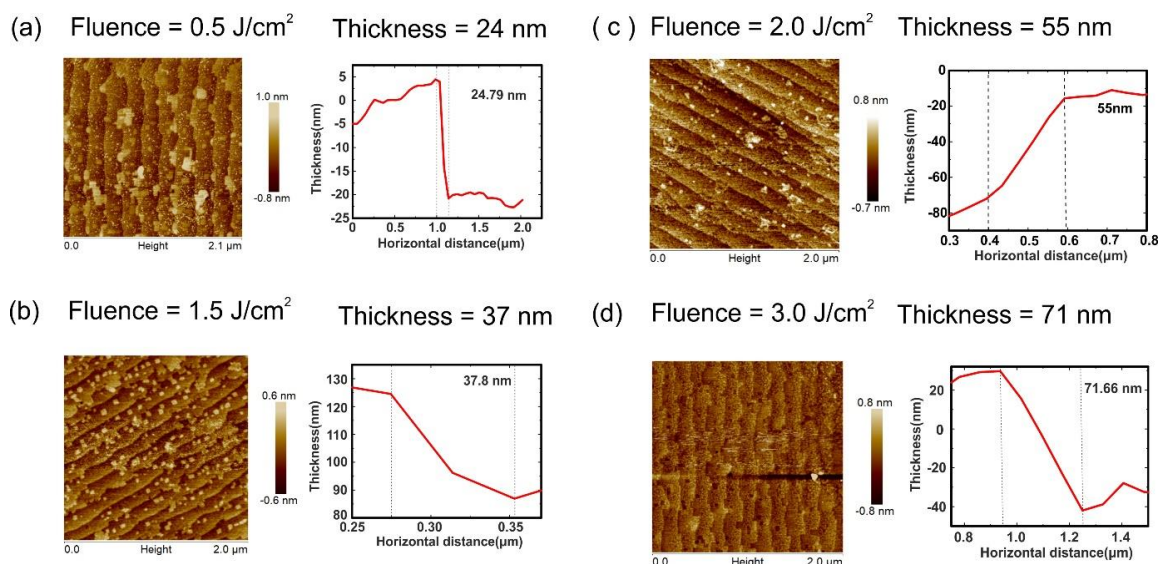 (a) Fluence = 0.5 J/cm² Thickness = 24 nm
1.0 nm
-0.8 nm
0.0 Height 2.1 µm
Thickness(nm)
5
0
-5
-10
-15
-20
-25
24.79 nm
0.0 0.5 1.0 1.5 2.0
Horizontal distance(µm)
( c) Fluence = 2.0 J/cm² Thickness = 55 nm
0.8 nm
-0.7 nm
0.0 Height 2.0 µm
Thickness(nm)
0
-20
-40
-60
-80
55nm
0.3 0.4 0.5 0.6 0.7 0.8
Horizontal distance(µm)
(b) Fluence = 1.5 J/cm² Thickness = 37 nm
0.6 nm
-0.6 nm
0.0 Height 2.0 µm
Thickness(nm)
130
120
110
100
90
80
37.8 nm
0.25 0.30 0.35
Horizontal distance(µm)
(d) Fluence = 3.0 J/cm² Thickness = 71 nm
0.8 nm
-0.8 nm
0.0 Height 2.0 µm
Thickness(nm)
20
0
-20
-40
71.66 nm
0.8 1.0 1.2 1.4
Horizontal distance(µm)